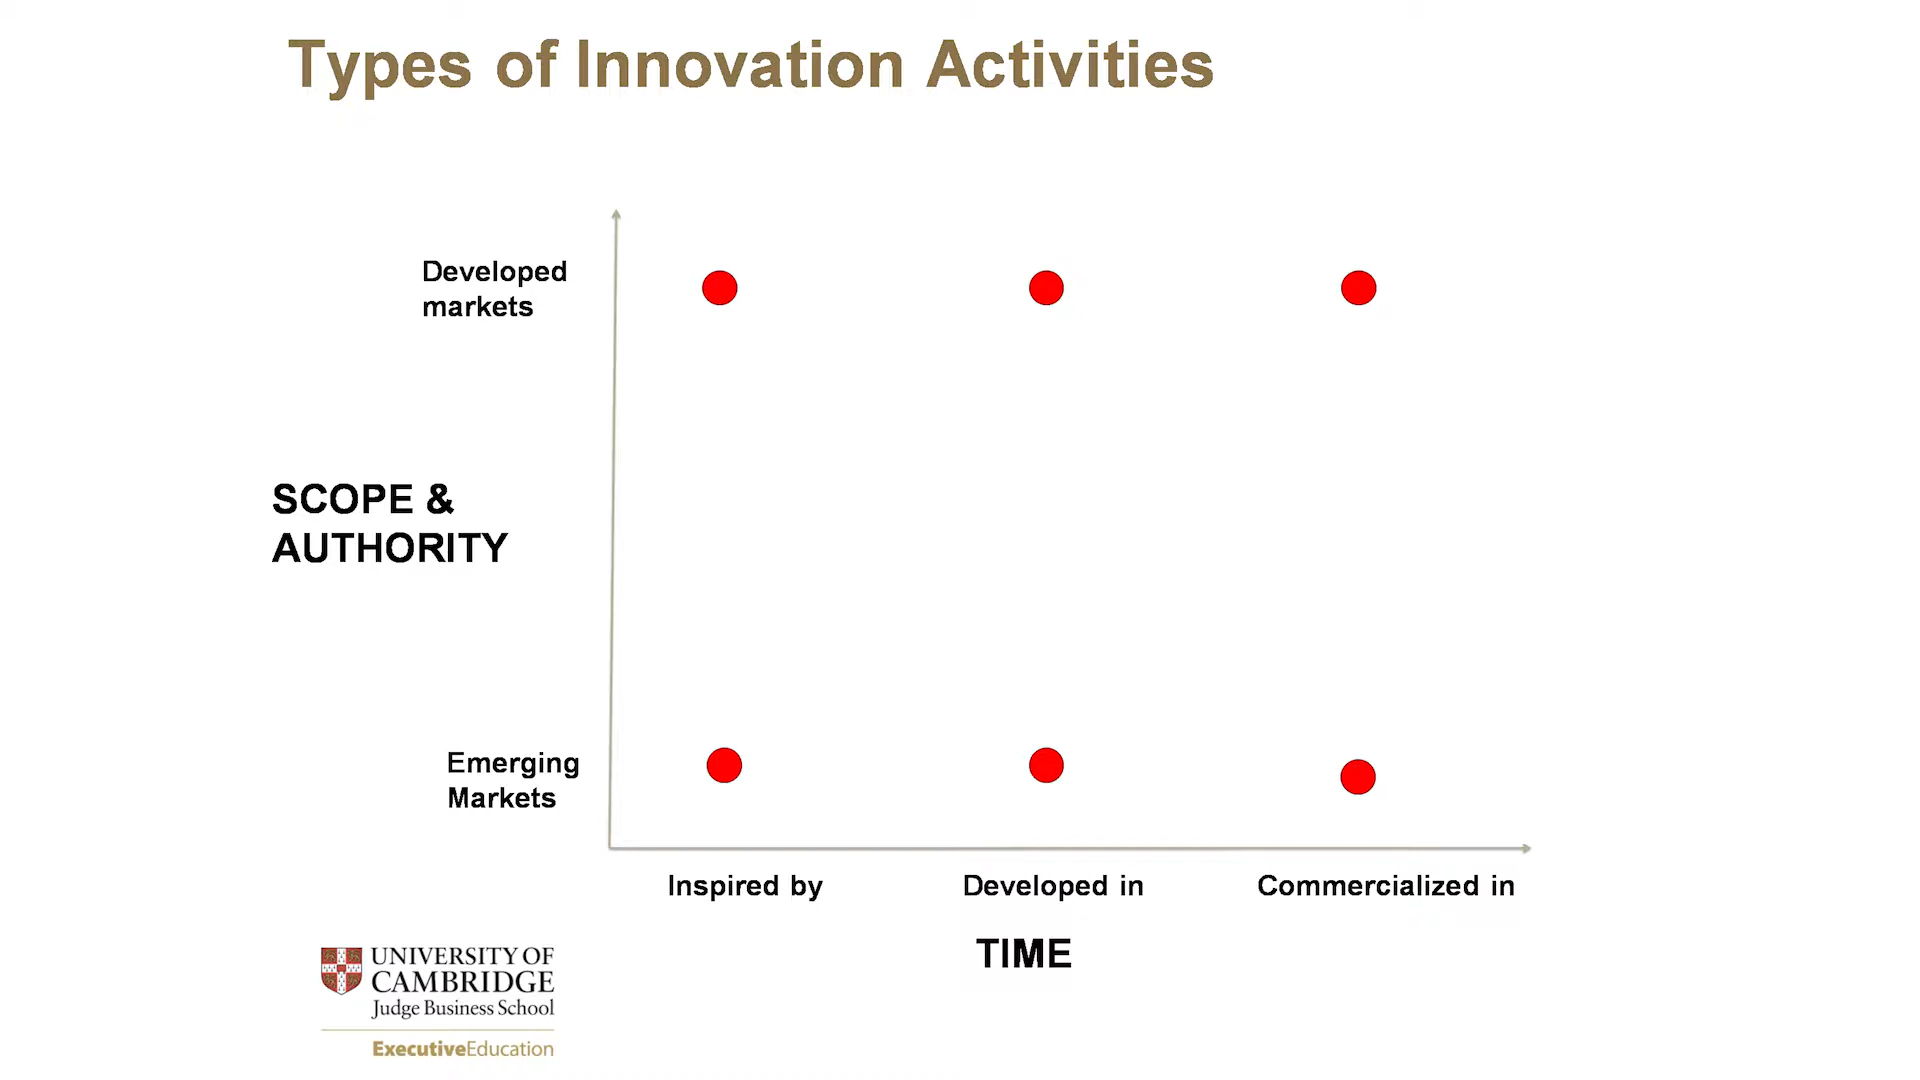 Types of Innovation Activities
Developed
markets
SCOPE &
AUTHORITY
Emerging
Markets
Inspired by
Developed in
Commercialized in
TIME
UNIVERSITY OF
CAMBRIDGE
Judge Business School
ExecutiveEducation